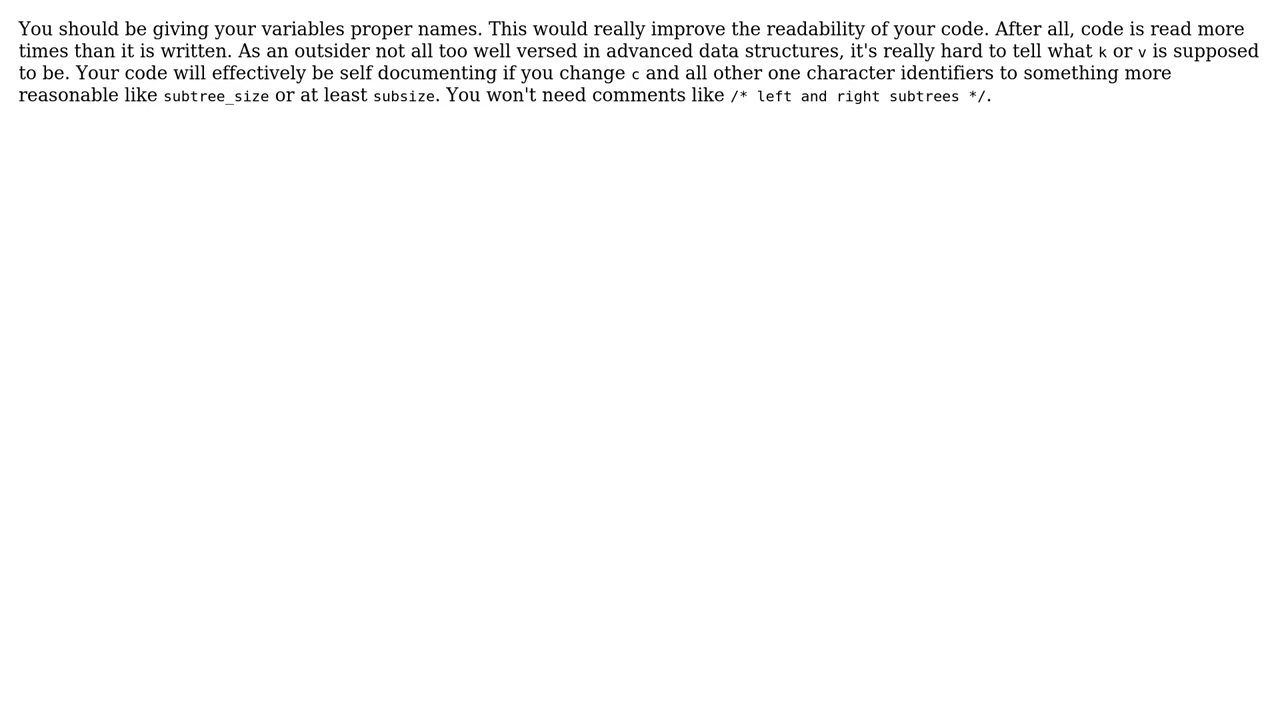 You should be giving your variables proper names. This would really improve the readability of your code. After all, code is read more
times than it is written. As an outsider not all too well versed in advanced data structures, it's really hard to tell what k or v is supposed
to be. Your code will effectively be self documenting if you change c and all other one character identifiers to something more
reasonable like subtree_size or at least subsize. You won't need comments like /* left and right subtrees */.